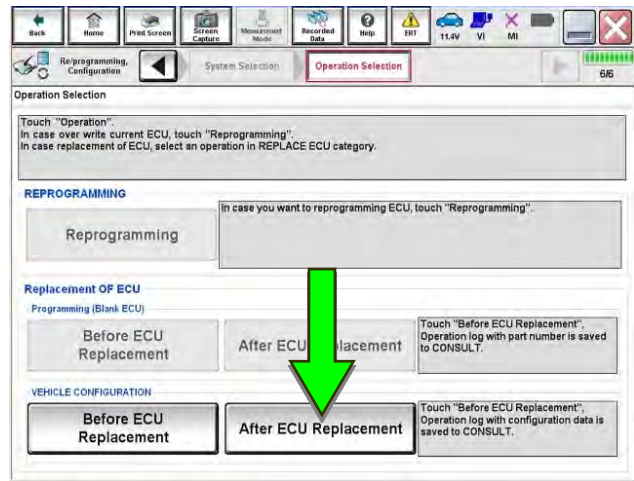 Back
Home
Print Screen
Screen Capture
Measurement Mode
Recorded Data
Help
ERT
11.4V
VI
MI
Re/programming, Configuration
System Selection
Operation Selection
6/6
Operation Selection
Touch "Operation".
In case over write current ECU, touch "Reprogramming".
In case replacement of ECU, select an operation in REPLACE ECU category.
REPROGRAMMING
Reprogramming
In case you want to reprogramming ECU, touch "Reprogramming".
Replacement OF ECU
Programming (Blank ECU)
Before ECU
Replacement
After ECU
Touch "Before ECU Replacement",
Operation log with part number is saved
to CONSULT.
VEHICLE CONFIGURATION
Before ECU
Replacement
After ECU Replacement
Touch "Before ECU Replacement",
Operation log with configuration data is
saved to CONSULT.